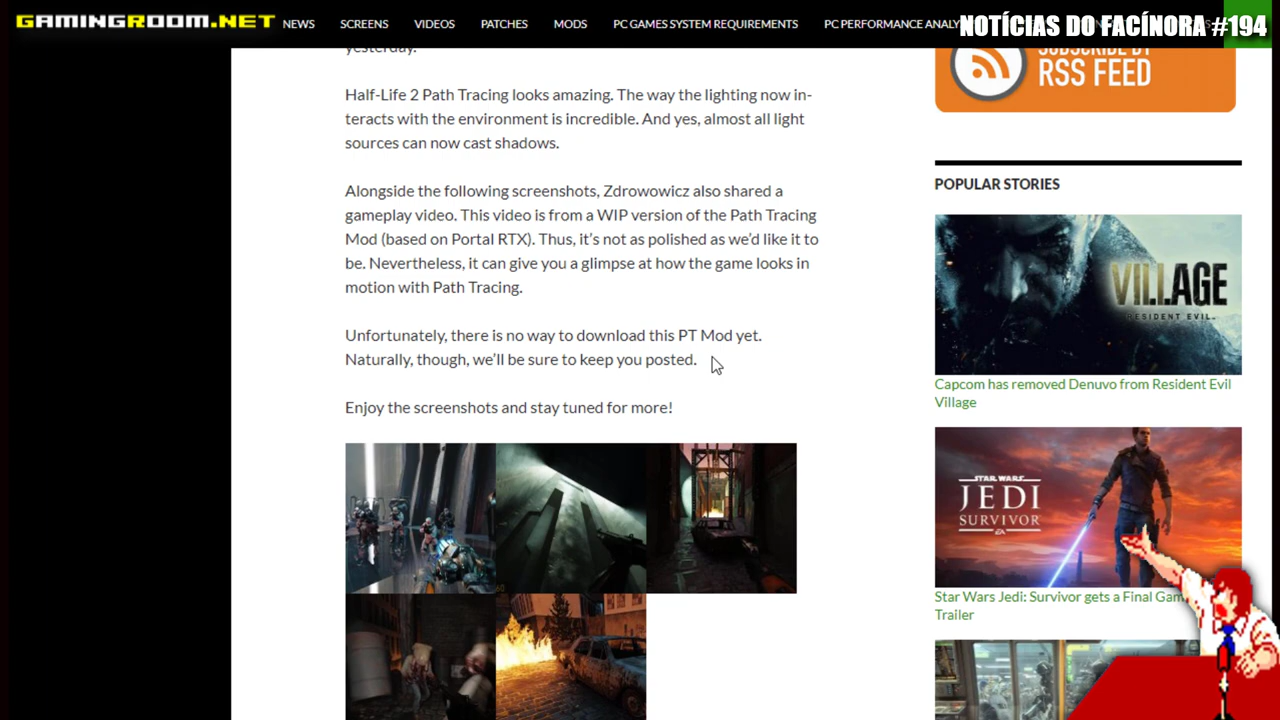 GAMINGROOM.NET
NEWS SCREENS VIDEOS PATCHES MODS PC GAMES SYSTEM REQUIREMENTS PC PERFORMANCE ANALY
NOTÍCIAS DO FACÍNORA #194
yesterday.
Half-Life 2 Path Tracing looks amazing. The way the lighting now in-
teracts with the environment is incredible. And yes, almost all light
sources can now cast shadows.
Alongside the following screenshots, Zdrowowicz also shared a
gameplay video. This video is from a WIP version of the Path Tracing
Mod (based on Portal RTX). Thus, it's not as polished as we'd like it to
be. Nevertheless, it can give you a glimpse at how the game looks in
motion with Path Tracing.
Unfortunately, there is no way to download this PT Mod yet.
Naturally, though, we'll be sure to keep you posted.
Enjoy the screenshots and stay tuned for more!
SUBSCRIBE BY
RSS FEED
POPULAR STORIES
VILLAGE
RESIDENT EVIL
Capcom has removed Denuvo from Resident Evil
Village
STAR WARS
JEDI
SURVIVOR
EA
Star Wars Jedi: Survivor gets a Final Gam
Trailer